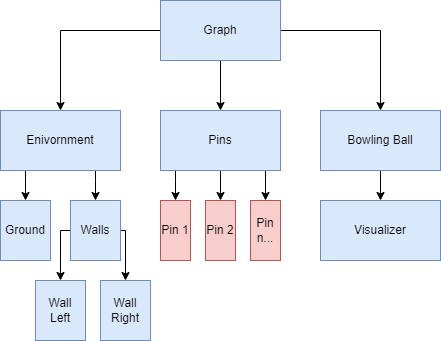 Graph
Enivornment
Pins
Bowling Ball
Ground
Walls
Pin 1
Pin 2
Pin
n...
Visualizer
Wall
Left
Wall
Right